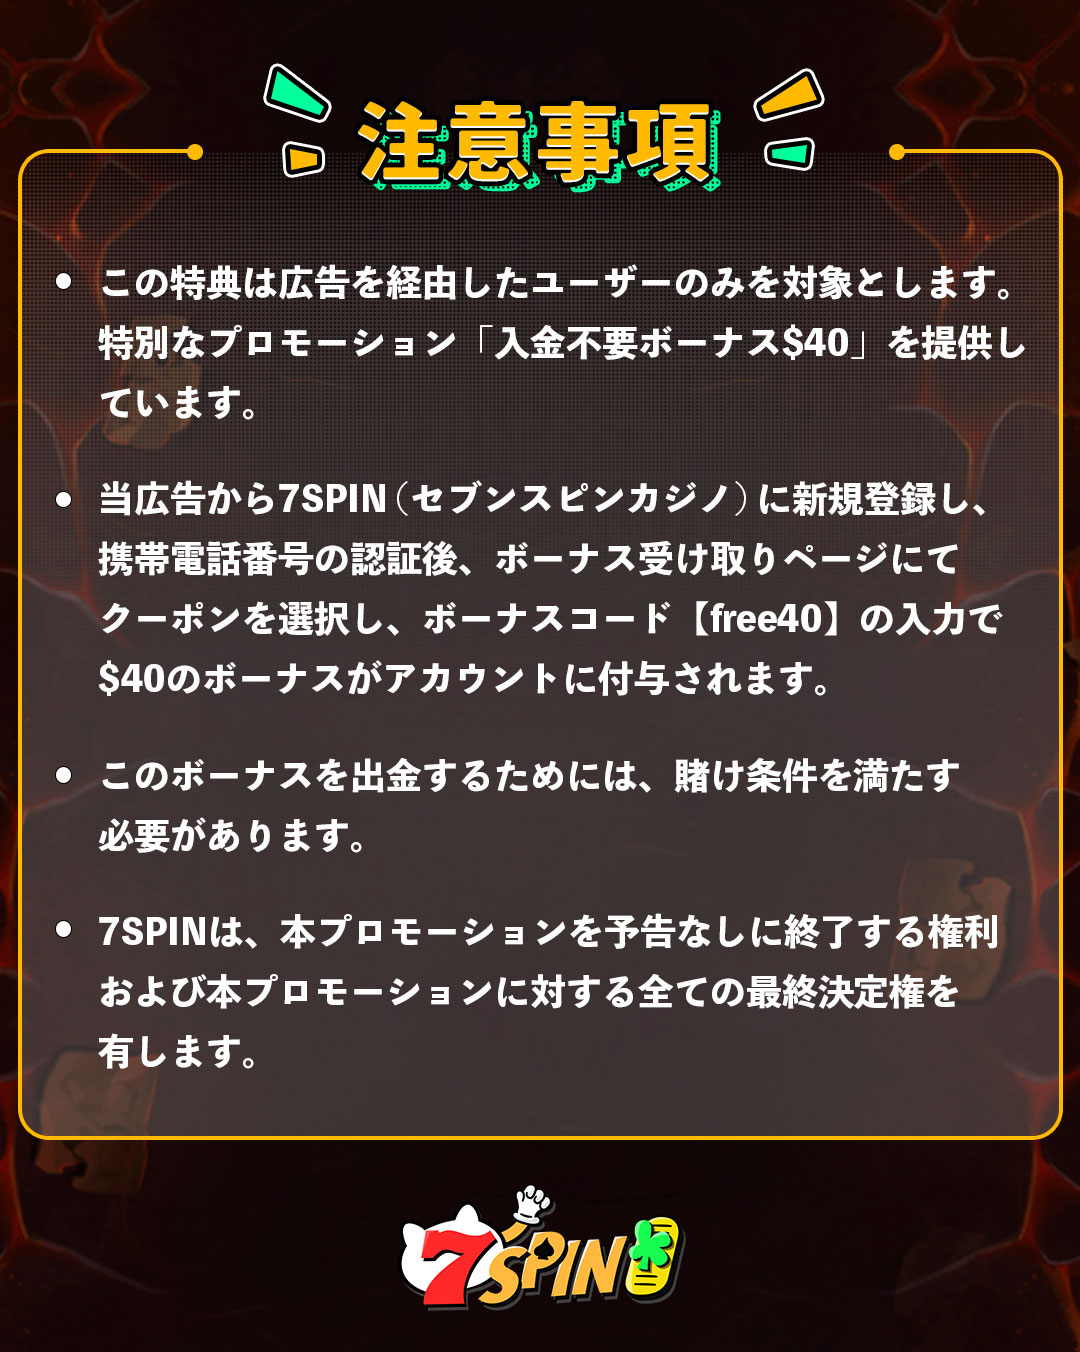 注意事項
• この特典は広告を経由したユーザーのみを対象とします。
特別なプロモーション「入金不要ボーナス$40」を提供し
ています。
• 当広告から7SPIN(セブンスピンカジノ)に新規登録し、
携帯電話番号の認証後、ボーナス受け取りページにて
クーポンを選択し、ボーナスコード【free40】の入力で
$40のボーナスがアカウントに付与されます。
• このボーナスを出金するためには、賭け条件を満たす
必要があります。
• 7SPINは、本プロモーションを予告なしに終了する権利
および本プロモーションに対する全ての最終決定権を
有します。
7SPIN